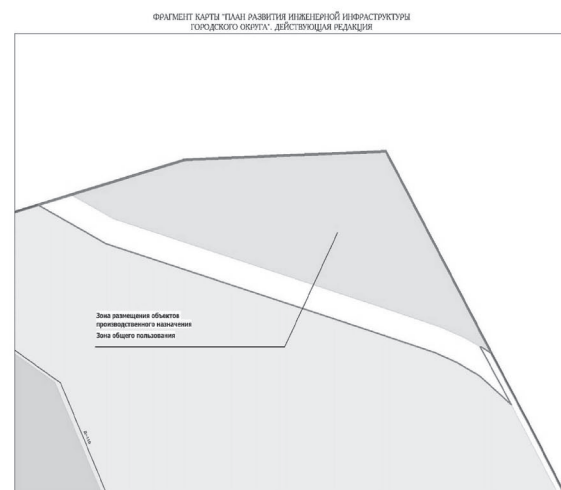 ФРАГМЕНТ КАРТЫ "ПЛАН РАЗВИТИЯ ИНЖЕНЕРНОЙ ИНФРАСТРУКТУРЫ
ГОРОДСКОГО ОКРУГА". ДЕЙСТВУЮЩАЯ РЕДАКЦИЯ
Зона размещения объектов
производственного назначения
Зона общего пользования